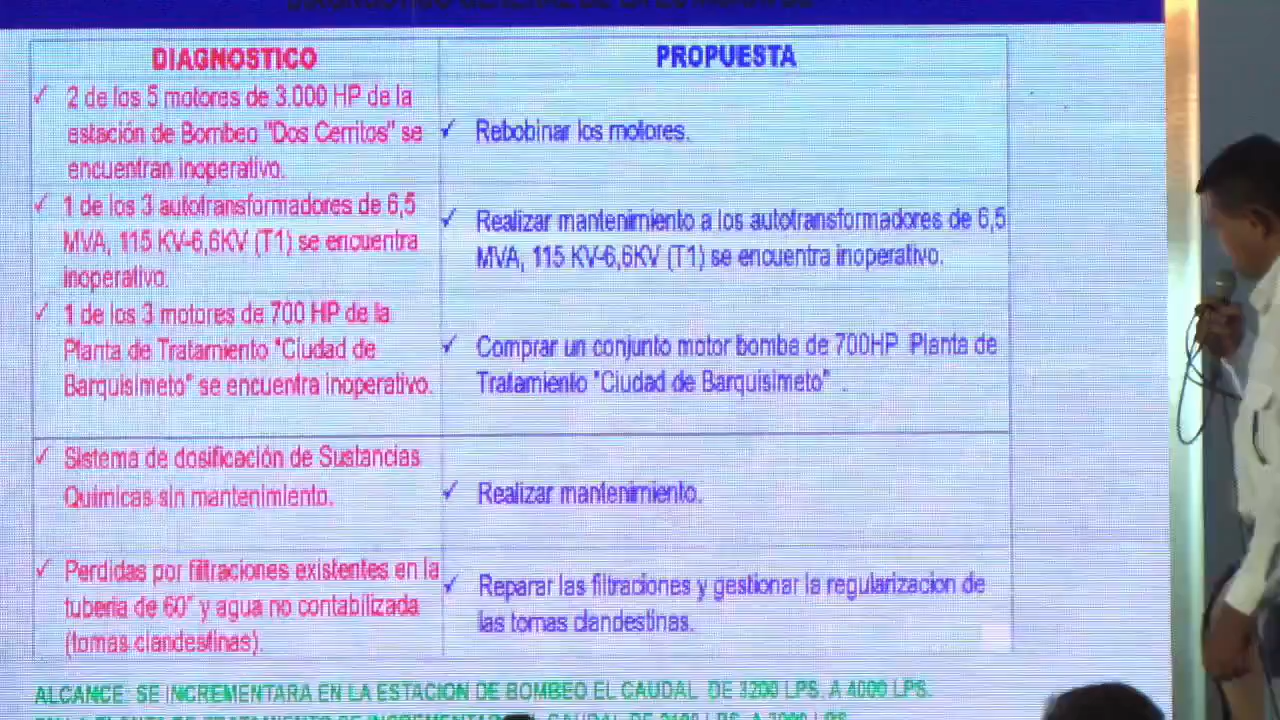 DIAGNOSTICO GENERAL DE
DIAGNOSTICO
✓ 2 de los 5 motores de 3.000 HP de la
estación de Bombeo "Dos Cerritos" se
encuentran inoperativo.
✓ 1 de los 3 autotransformadores de 6,5
MVA, 115 KV-6,6KV (T1) se encuentra
inoperativo.
✓ 1 de los 3 motores de 700 HP de la
Planta de Tratamiento "Ciudad de
Barquisimeto" se encuentra inoperativo.
✓ Sistema de dosificación de Sustancias
Químicas sin mantenimiento.
✓ Perdidas por filtraciones existentes en la
tuberia de 60" y agua no contabilizada
(tomas clandestinas).
PROPUESTA
✓ Rebobinar los motores.
✓ Realizar mantenimiento a los autotransformadores de 6,5
MVA, 115 KV-6,6KV (T1) se encuentra inoperativo.
✓ Comprar un conjunto motor bomba de 700HP Planta de
Tratamiento "Ciudad de Barquisimeto" .
✓ Realizar mantenimiento.
✓ Reparar las filtraciones y gestionar la regularizacion de
las tomas clandestinas.
ALCANCE SE INCREMENTARA EN LA ESTACION DE BOMBEO EL CAUDAL DE 3200 LPS. A 4000 LPS.